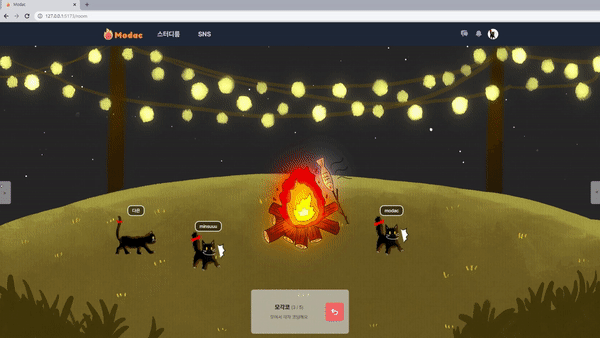 Modac
127.0.0.1:5173/room
Modac
스터디룸
SNS
다은
minsuuu
modac
모각코 (3 / 5)
모여서 각자 코딩해요